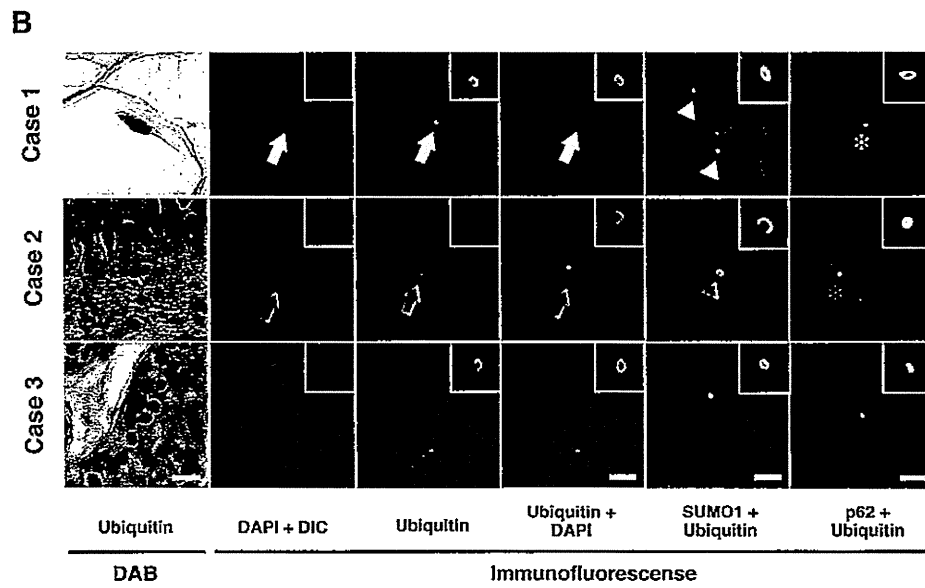 B
Case 1
Case 2
Case 3
Ubiquitin
DAPI + DIC
Ubiquitin
Ubiquitin +
DAPI
SUMO1 +
Ubiquitin
p62 +
Ubiquitin
DAB
Immunofluorescense